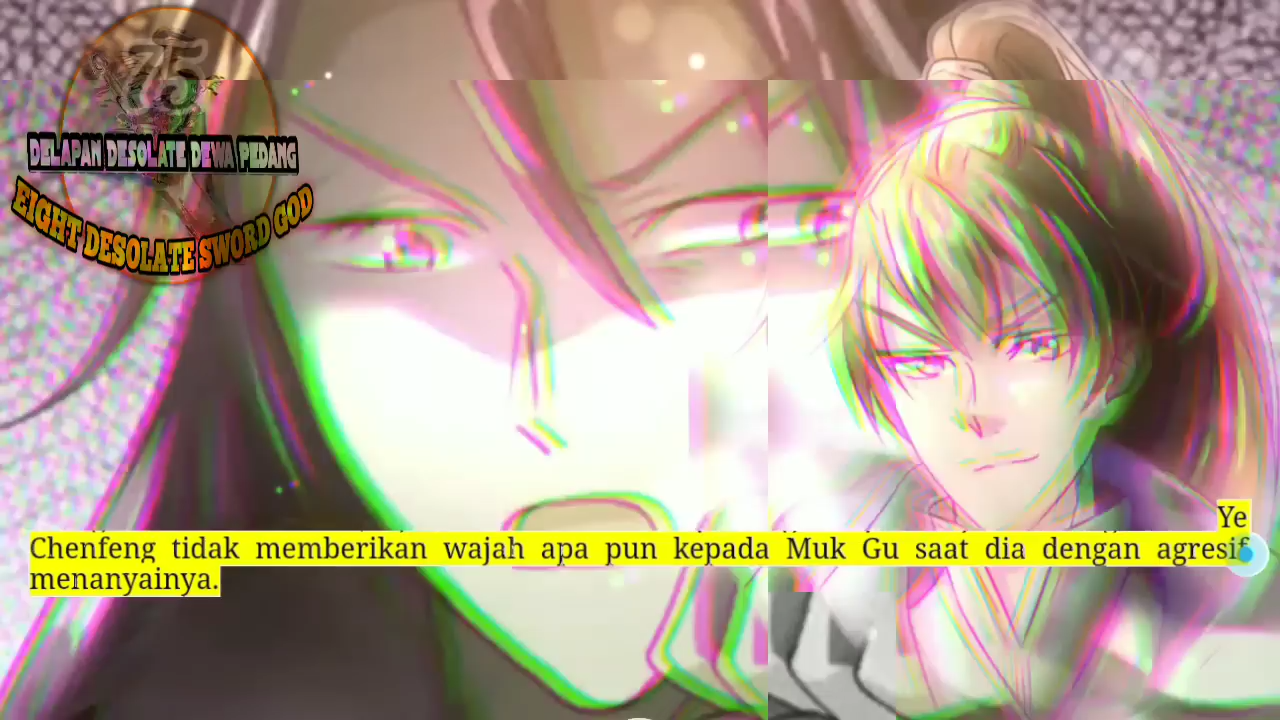 75
DELAPAN DESOLATE DEWA PEDANG
EIGHT DESOLATE SWORD GOD
Ye
Chenfeng tidak memberikan wajah apa pun kepada Muk Gu saat dia dengan agresif
menanyainya.